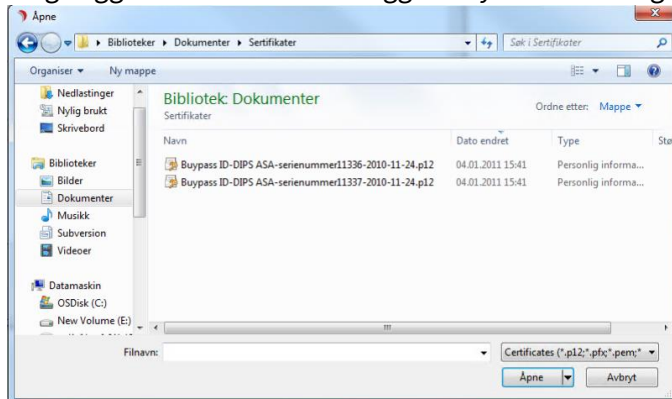 Åpne
Biblioteker ▸ Dokumenter ▸ Sertifikater
Søk i Sertifikater
Organiser
Ny mappe
Nedlastinger
Nylig brukt
Skrivebord
Biblioteker
Bilder
Dokumenter
Musikk
Subversion
Videoer
Datamaskin
OSDisk (C:)
New Volume (E:)
Bibliotek: Dokumenter
Sertifikater
Ordne etter: Mappe
Navn Dato endret Type Stø
Buypass ID-DIPS ASA-serienummer11336-2010-11-24.p12 04.01.2011 15:41 Personlig informa...
Buypass ID-DIPS ASA-serienummer11337-2010-11-24.p12 04.01.2011 15:41 Personlig informa...
Filnavn:
Certificates (*.p12;*.pfx;*.pem;*
Åpne
Avbryt